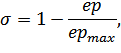 σ = 1 − ep / ep_max,